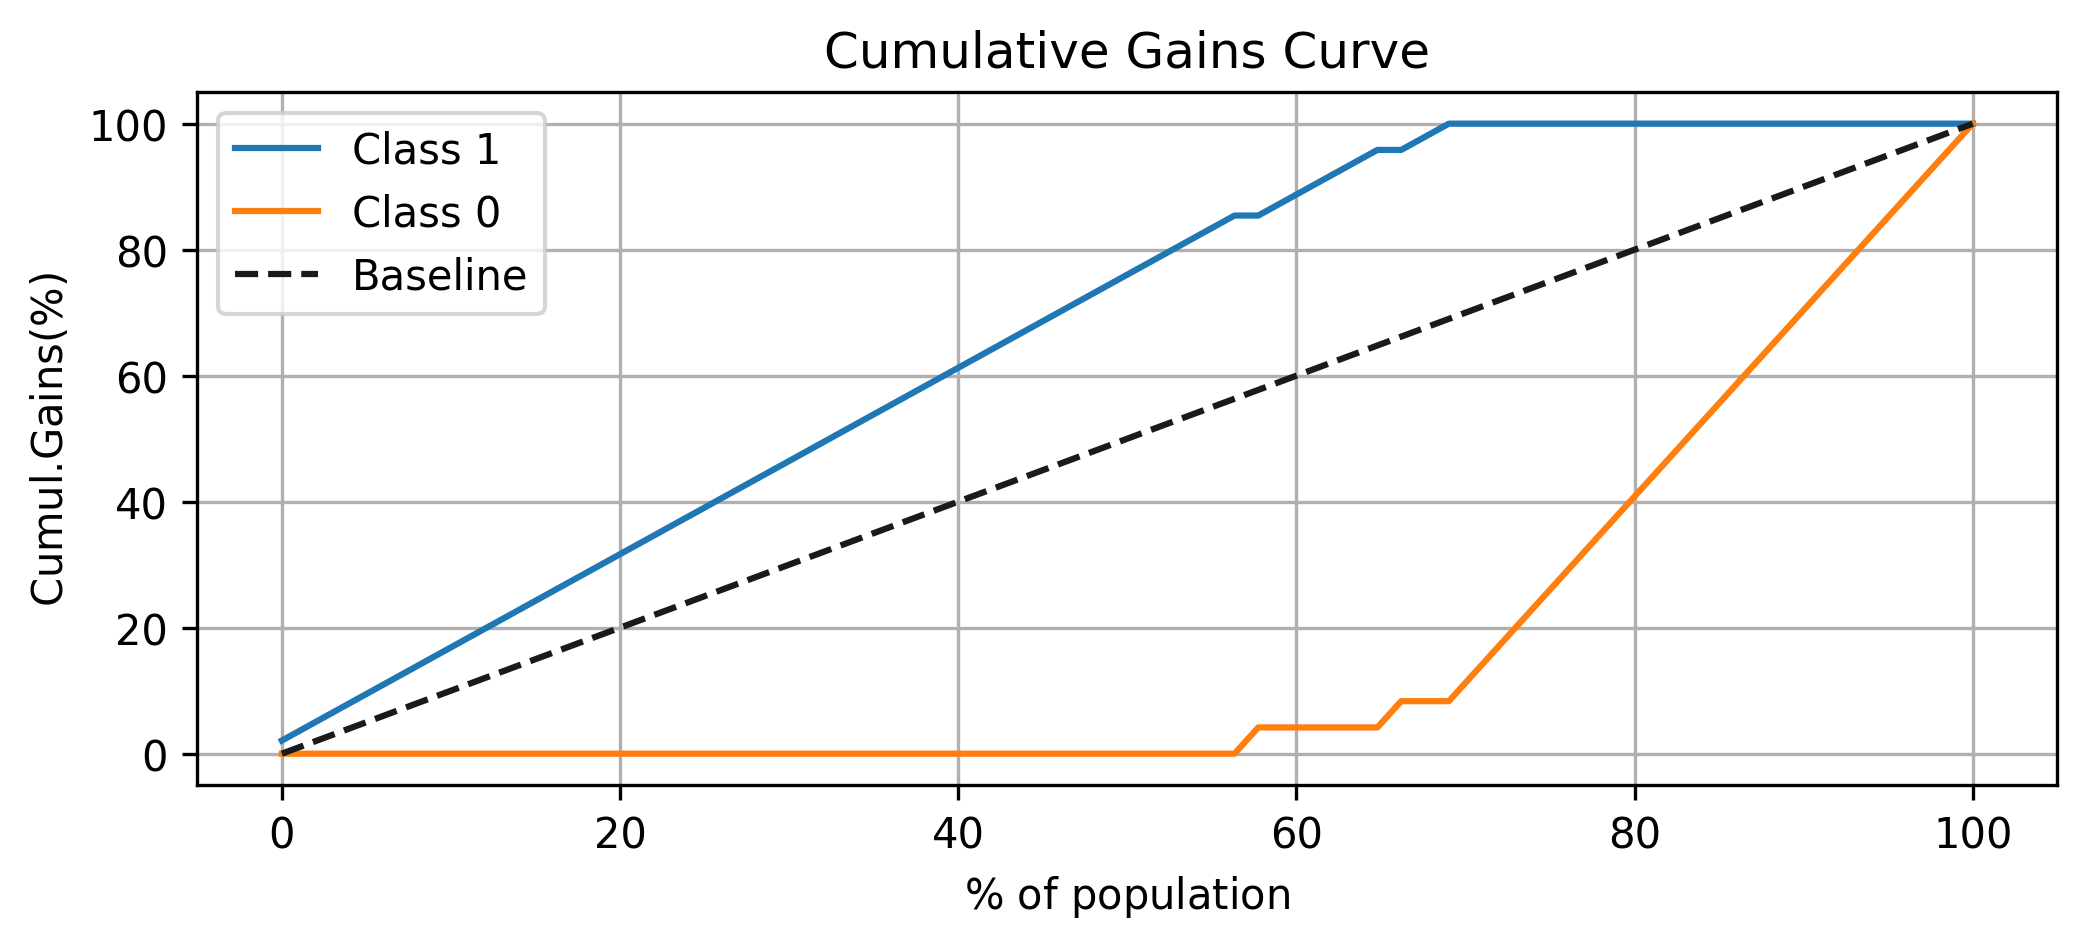 Cumulative Gains Curve
Class 1
Class 0
Baseline
Cumul.Gains(%)
100
80
60
40
20
0
0 20 40 60 80 100
% of population